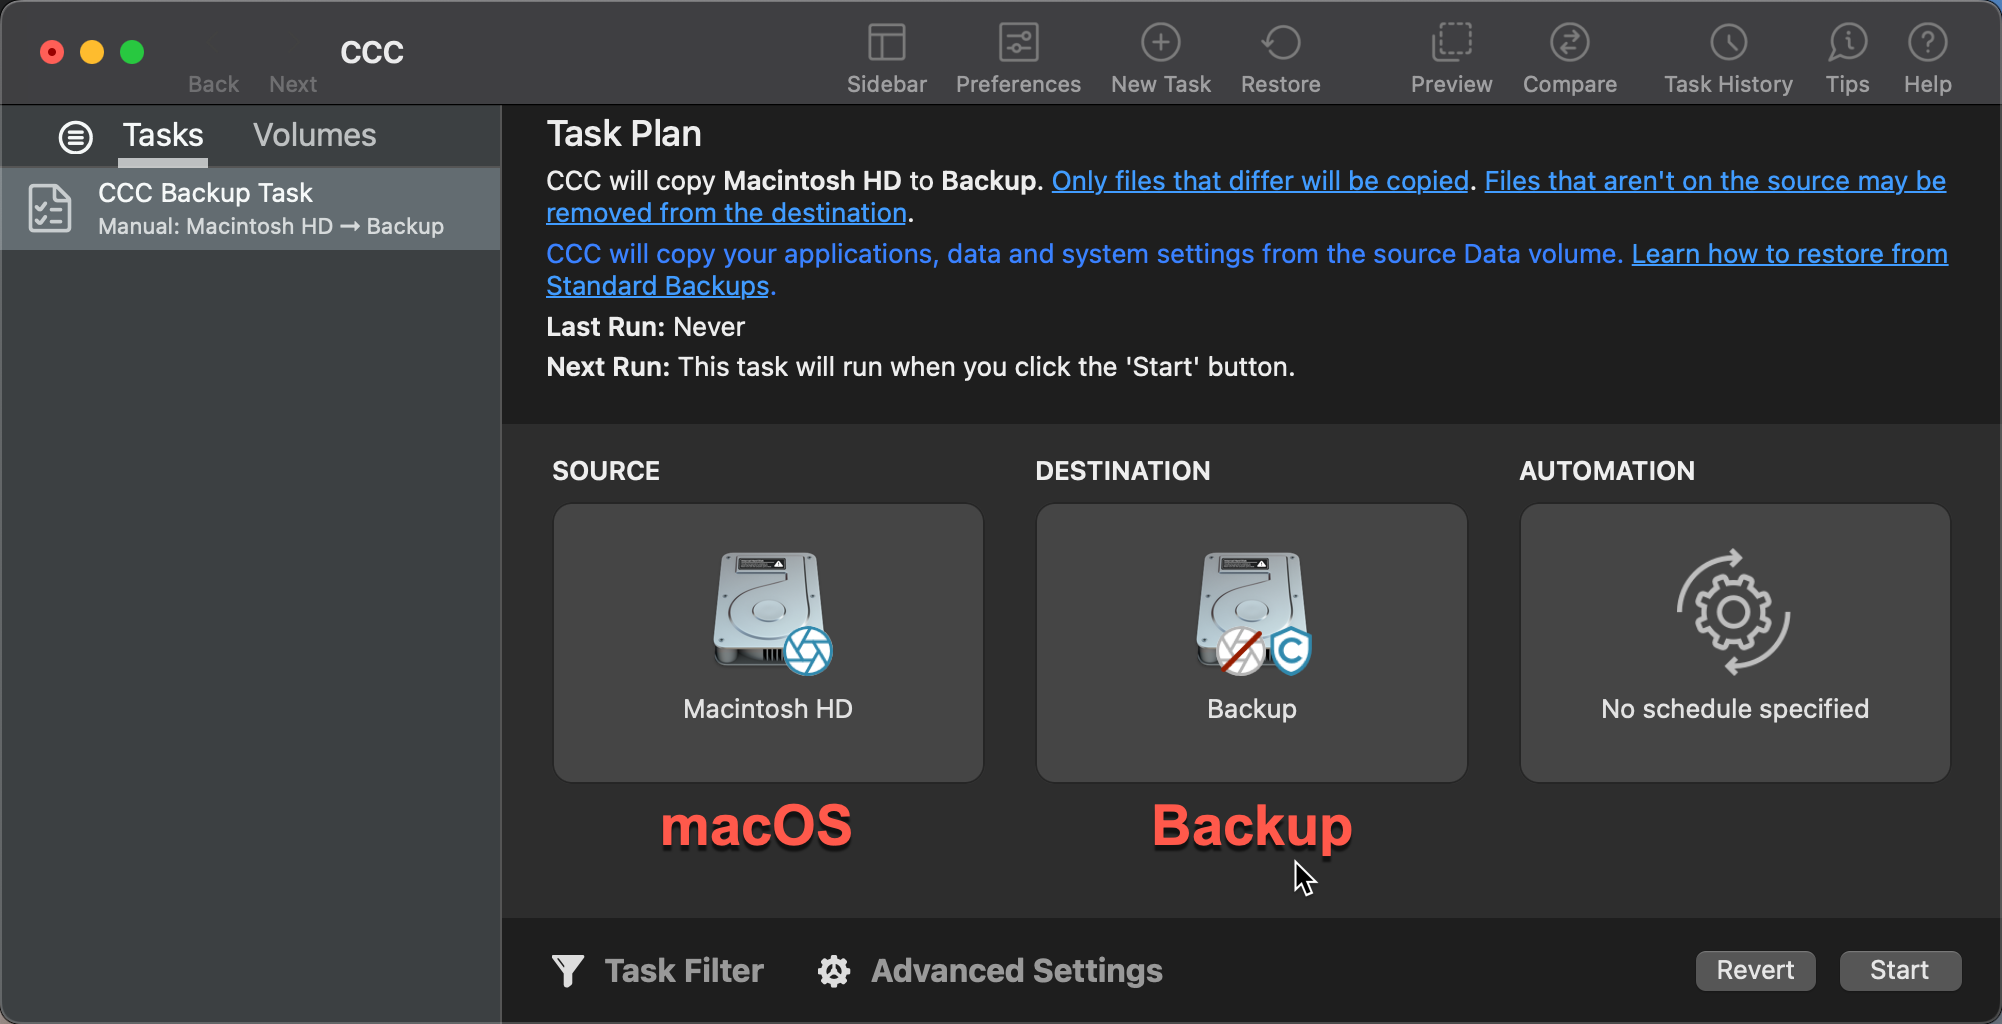 CCC
Back
Next
Sidebar
Preferences
New Task
Restore
Preview
Compare
Task History
Tips
Help
Tasks
Volumes
CCC Backup Task
Manual: Macintosh HD → Backup
Task Plan
CCC will copy Macintosh HD to Backup. Only files that differ will be copied. Files that aren't on the source may be
removed from the destination.
CCC will copy your applications, data and system settings from the source Data volume. Learn how to restore from
Standard Backups.
Last Run: Never
Next Run: This task will run when you click the 'Start' button.
SOURCE
DESTINATION
AUTOMATION
Macintosh HD
Backup
No schedule specified
macOS
Backup
Task Filter
Advanced Settings
Revert
Start